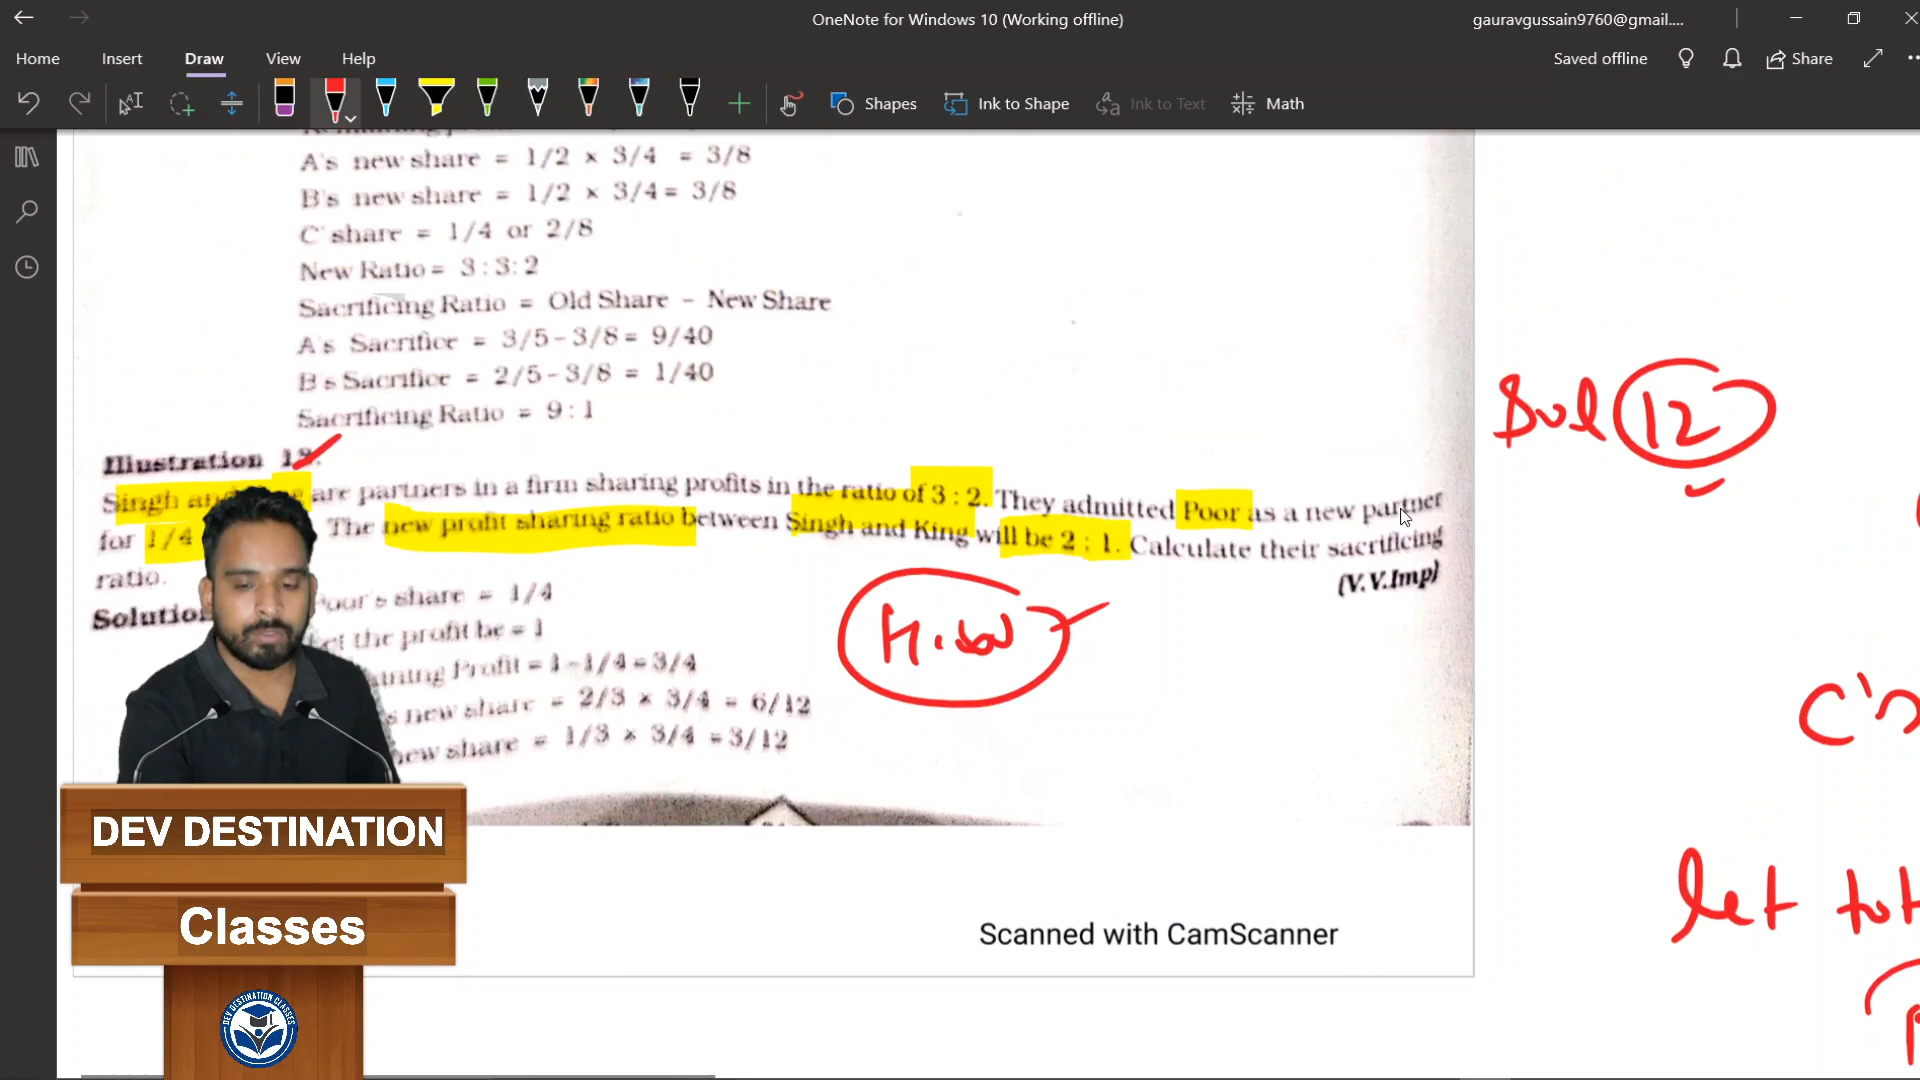 OneNote for Windows 10 (Working offline)
gauravgussain9760@gmail....
Home Insert Draw View Help
Saved offline
Share
Shapes
Ink to Shape
Ink to Text
Math
A's new share = 1/2 × 3/4 = 3/8
B's new share = 1/2 × 3/4 = 3/8
C' share = 1/4 or 2/8
New Ratio = 3 : 3: 2
Sacrificing Ratio = Old Share - New Share
A's Sacrifice = 3/5 - 3/8 = 9/40
B's Sacrifice = 2/5 - 3/8 = 1/40
Sacrificing Ratio = 9 : 1
Sol 12
Illustration
Singh and are partners in a firm sharing profits in the ratio of 3 : 2. They admitted Poor as a new partner
for 1/4 The new profit sharing ratio between Singh and King will be 2 : 1. Calculate their sacrificing
ratio.
(V.V.Imp)
Solution
Poor's share = 1/4
the profit be = 1
Profit = 1 - 1/4 = 3/4
new share = 2/3 × 3/4 = 6/12
new share = 1/3 × 3/4 = 3/12
H.W
C's
let
DEV DESTINATION
Classes
DEV DESTINATION CLASSES
Scanned with CamScanner